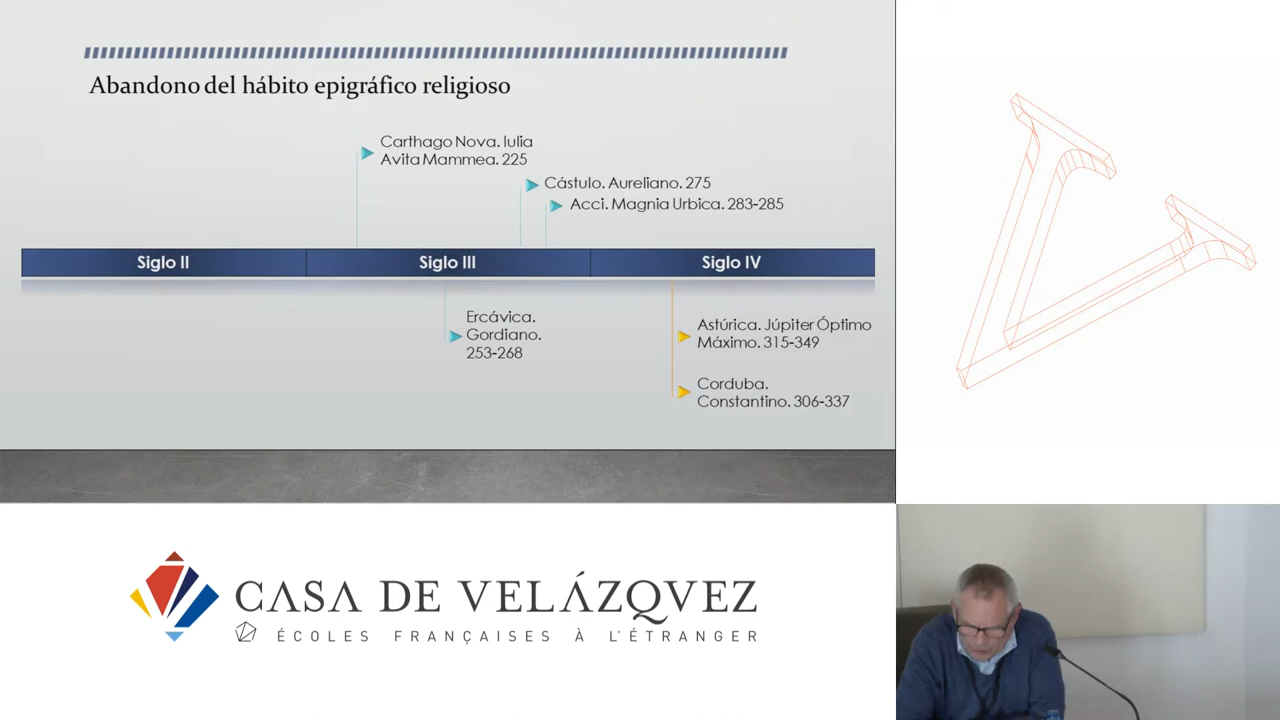 Abandono del hábito epigráfico religioso
Carthago Nova. Iulia
Avita Mammea. 225
Cástulo. Aureliano. 275
Acci. Magnia Urbica. 283-285
Siglo II
Siglo III
Siglo IV
Ercávica.
Gordiano.
253-268
Astúrica. Júpiter Óptimo
Máximo. 315-349
Corduba.
Constantino. 306-337
CASA DE VELÁZQVEZ
ÉCOLES FRANÇAISES À L'ÉTRANGER